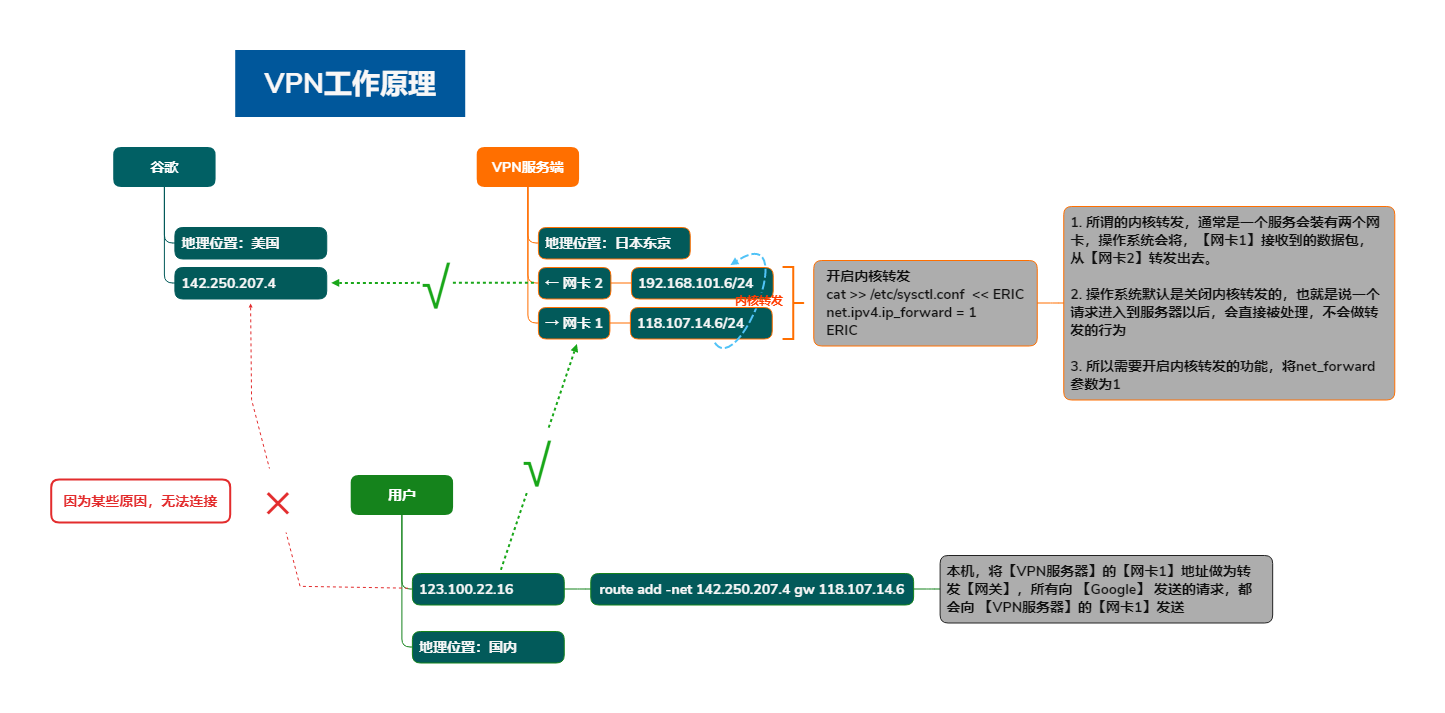 VPN工作原理
谷歌
地理位置：美国
142.250.207.4
VPN服务端
地理位置：日本东京
← 网卡 2
192.168.101.6/24
内核转发
→ 网卡 1
118.107.14.6/24
开启内核转发
cat >> /etc/sysctl.conf << ERIC
net.ipv4.ip_forward = 1
ERIC
1. 所谓的内核转发，通常是一个服务会装有两个网
卡，操作系统会将，【网卡1】接收到的数据包，
从【网卡2】转发出去。
2. 操作系统默认是关闭内核转发的，也就是说一个
请求进入到服务器以后，会直接被处理，不会做转
发的行为
3. 所以需要开启内核转发的功能，将net_forward
参数为1
因为某些原因，无法连接
用户
123.100.22.16
route add -net 142.250.207.4 gw 118.107.14.6
本机，将【VPN服务器】的【网卡1】地址做为转
发【网关】，所有向 【Google】 发送的请求，都
会向 【VPN服务器】的【网卡1】发送
地理位置：国内